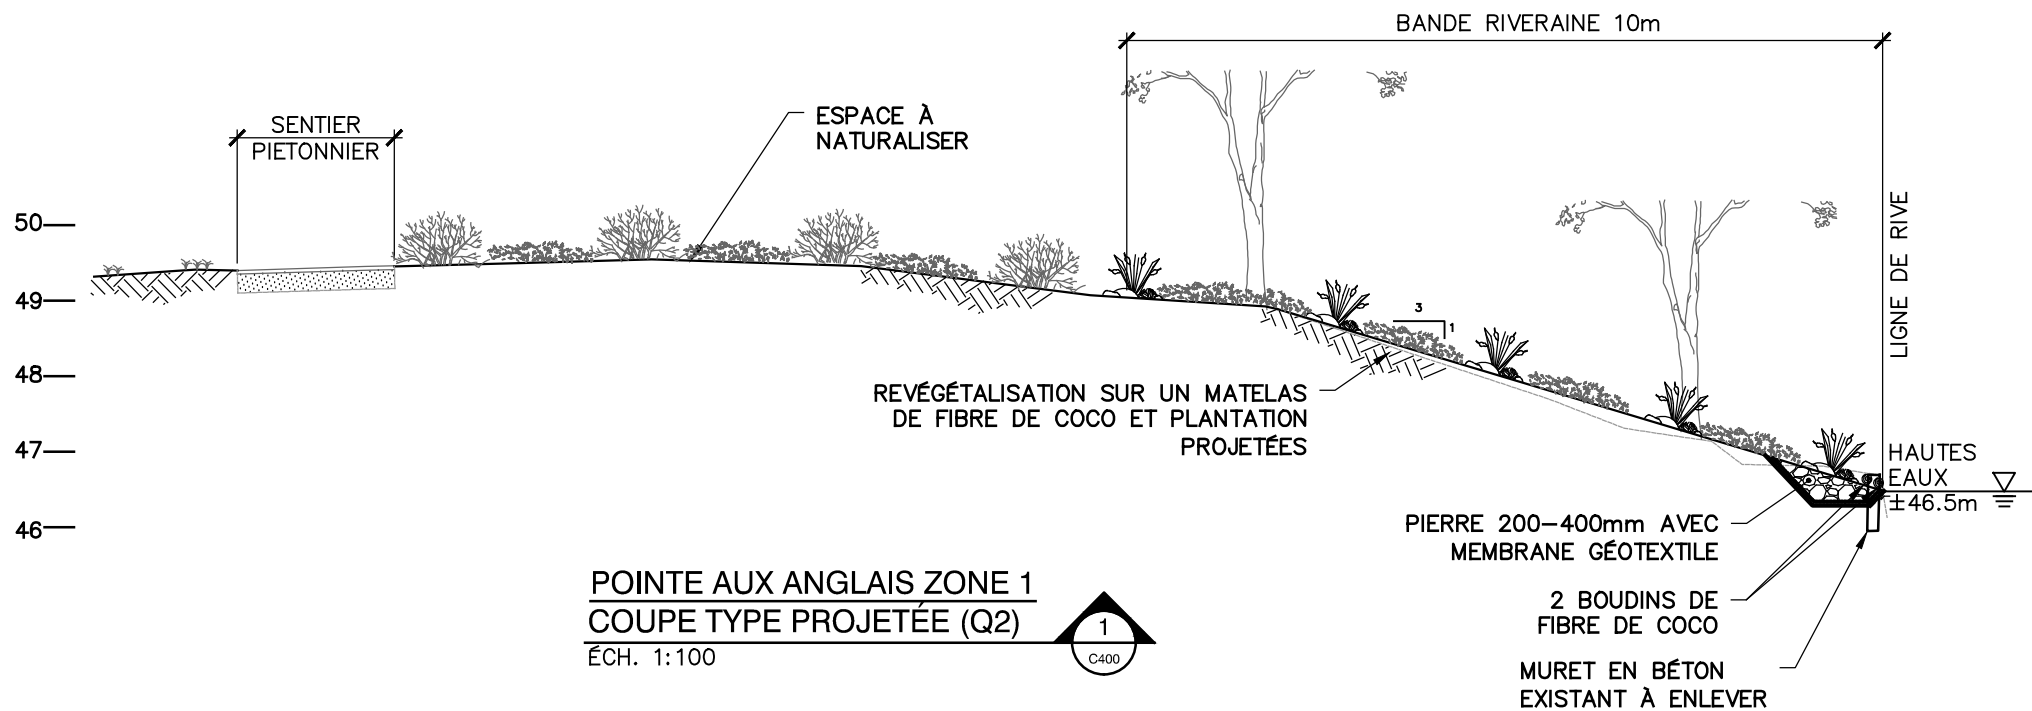 BANDE RIVERAINE 10m
SENTIER
PIETONNIER
ESPACE À
NATURALISER
LIGNE DE RIVE
50
49
48
47
46
3
1
REVÉGÉTALISATION SUR UN MATELAS
DE FIBRE DE COCO ET PLANTATION
PROJETÉES
HAUTES
EAUX
±46.5m
PIERRE 200-400mm AVEC
MEMBRANE GÉOTEXTILE
2 BOUDINS DE
FIBRE DE COCO
MURET EN BÉTON
EXISTANT À ENLEVER
POINTE AUX ANGLAIS ZONE 1
COUPE TYPE PROJETÉE (Q2)
ÉCH. 1:100
1
C400